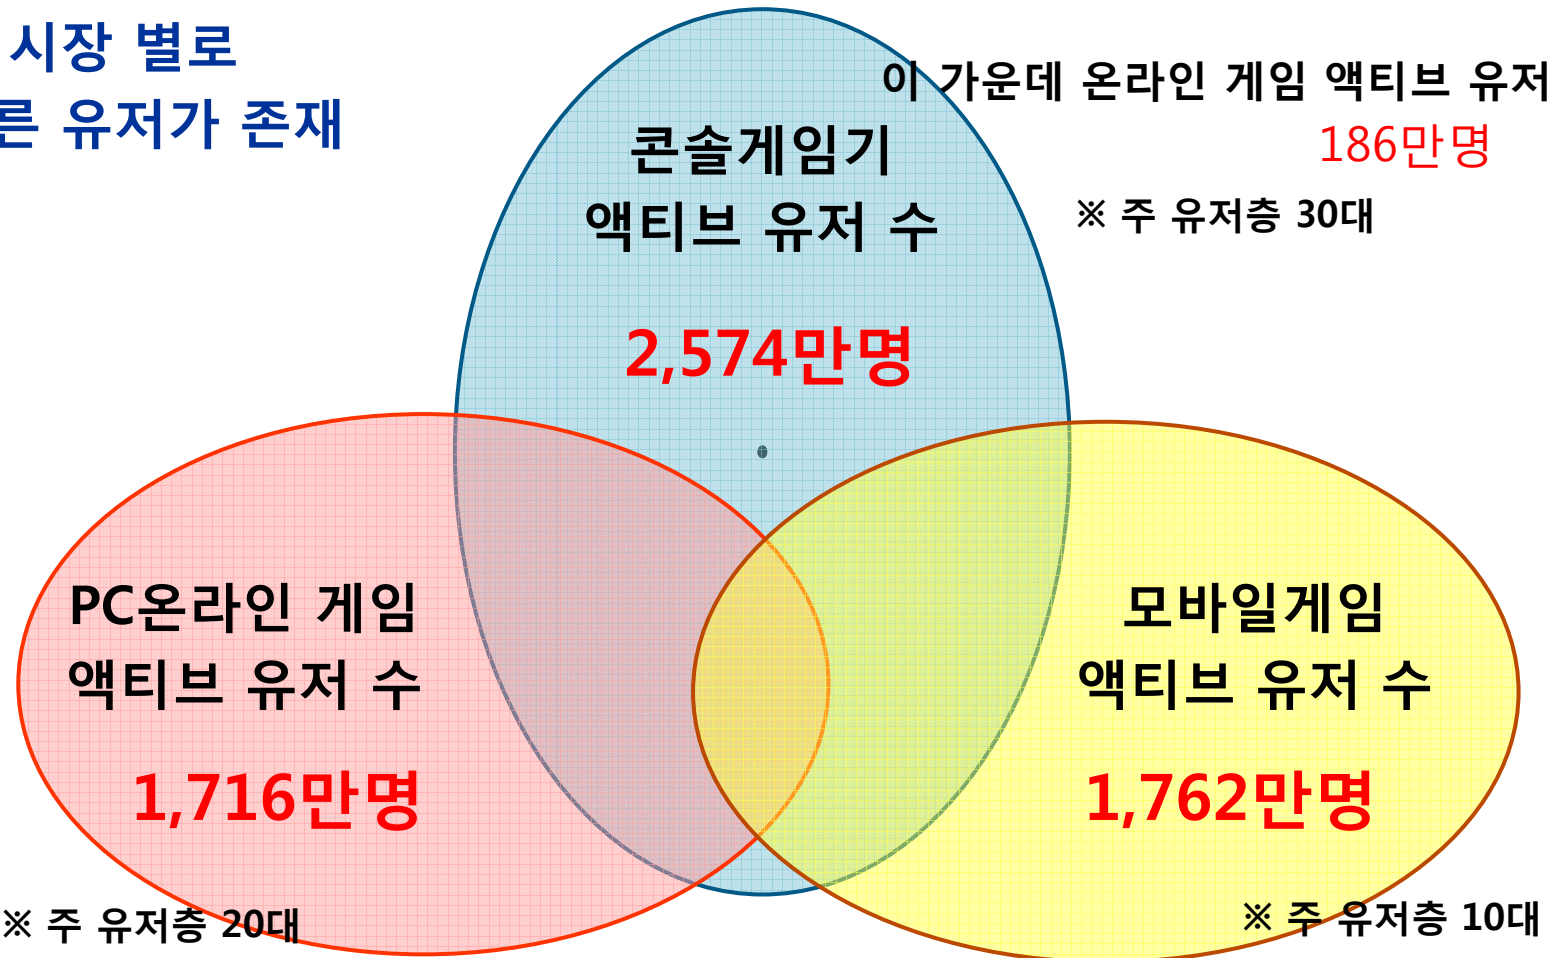 시장 별로
른 유저가 존재
이 가운데 온라인 게임 액티브 유저
186만명
※ 주 유저층 30대
콘솔게임기
액티브 유저 수
2,574만명
PC온라인 게임
액티브 유저 수
1,716만명
※ 주 유저층 20대
모바일게임
액티브 유저 수
1,762만명
※ 주 유저층 10대